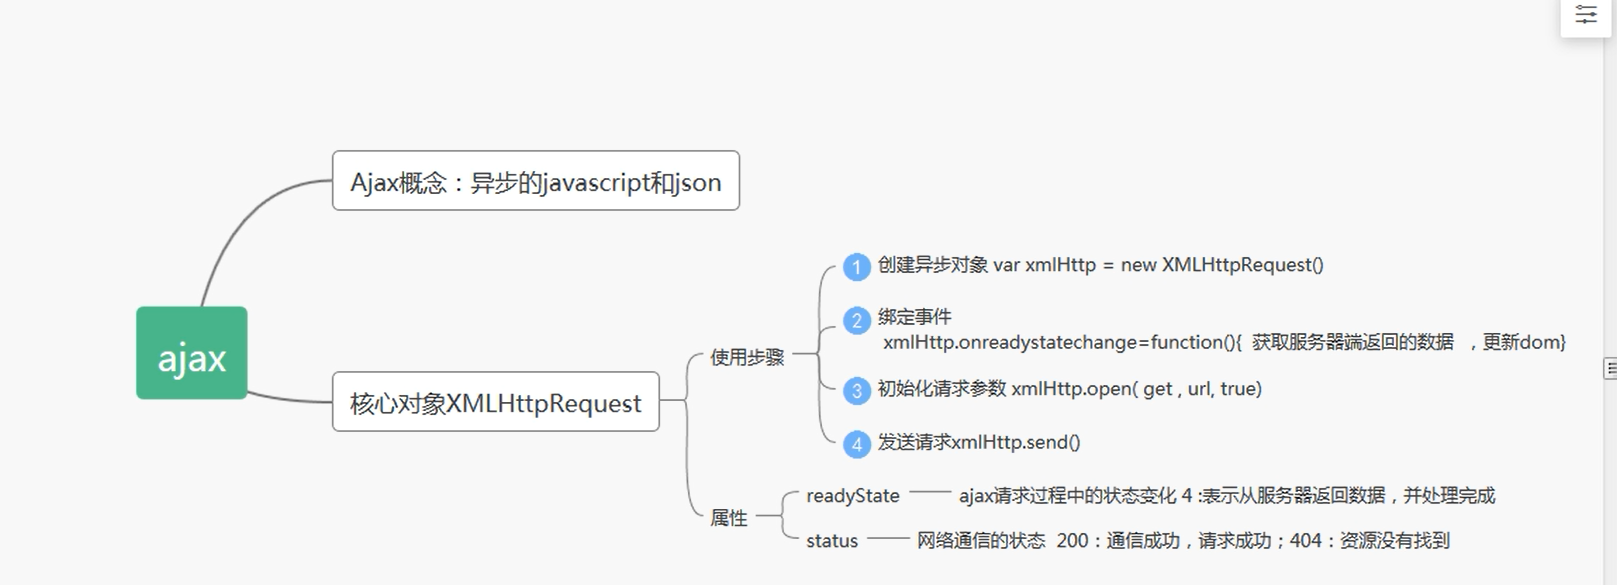 ajax
Ajax概念：异步的javascript和json
核心对象XMLHttpRequest
使用步骤
1 创建异步对象 var xmlHttp = new XMLHttpRequest()
2 绑定事件
xmlHttp.onreadystatechange=function(){ 获取服务器端返回的数据 ，更新dom}
3 初始化请求参数 xmlHttp.open( get , url, true)
4 发送请求xmlHttp.send()
属性
readyState
ajax请求过程中的状态变化 4 :表示从服务器返回数据，并处理完成
status
网络通信的状态 200：通信成功，请求成功；404：资源没有找到